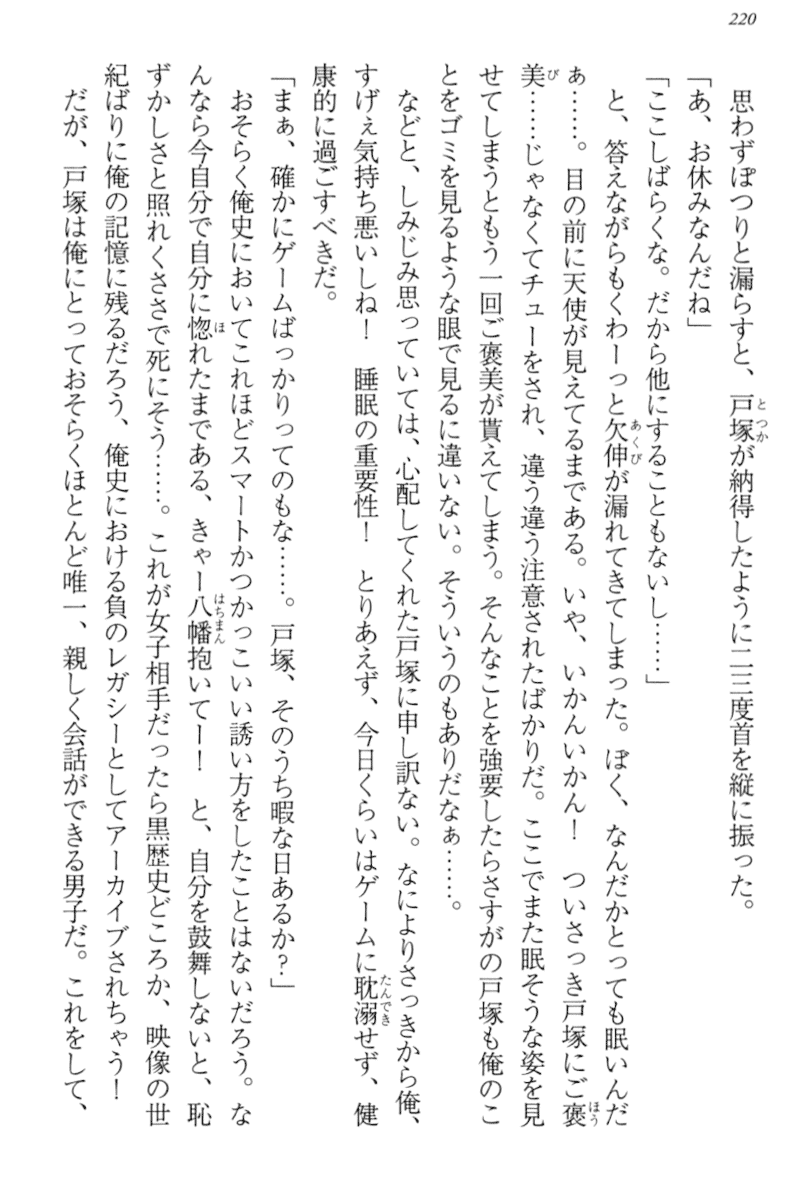 220
思わずぽつりと漏らすと、戸塚が納得したように二三度首を縦に振った。
「あ、お休みなんだね」
「ここしばらくな。だから他にすることもないし……」
と、答えながらもくわーっと欠伸が漏れてきてしまった。ぼく、なんだかとっても眠いんだ
ぁ……。目の前に天使が見えてるまである。いや、いかんいかん！　ついさっき戸塚にご褒
美……じゃなくてチューをされ、違う違う注意されたばかりだ。ここでまた眠そうな姿を見
せてしまうともう一回ご褒美が貰えてしまう。そんなことを強要したらさすがの戸塚も俺のこ
とをゴミを見るような眼で見るに違いない。そういうのもありだなぁ……。
などと、しみじみ思っていては、心配してくれた戸塚に申し訳ない。なによりさっきから俺、
すげぇ気持ち悪いしね！　睡眠の重要性！　とりあえず、今日くらいはゲームに耽溺せず、健
康的に過ごすべきだ。
「まぁ、確かにゲームばっかりってのもな……。戸塚、そのうち暇な日あるか？」
おそらく俺史においてこれほどスマートかつかっこいい誘い方をしたことはないだろう。な
んなら今自分で自分に惚れたまである、きゃー八幡抱いてー！　と、自分を鼓舞しないと、恥
ずかしさと照れくささで死にそう……。これが女子相手だったら黒歴史どころか、映像の世
紀ばりに俺の記憶に残るだろう、俺史における負のレガシーとしてアーカイブされちゃう！
だが、戸塚は俺にとっておそらくほとんど唯一、親しく会話ができる男子だ。これをして、